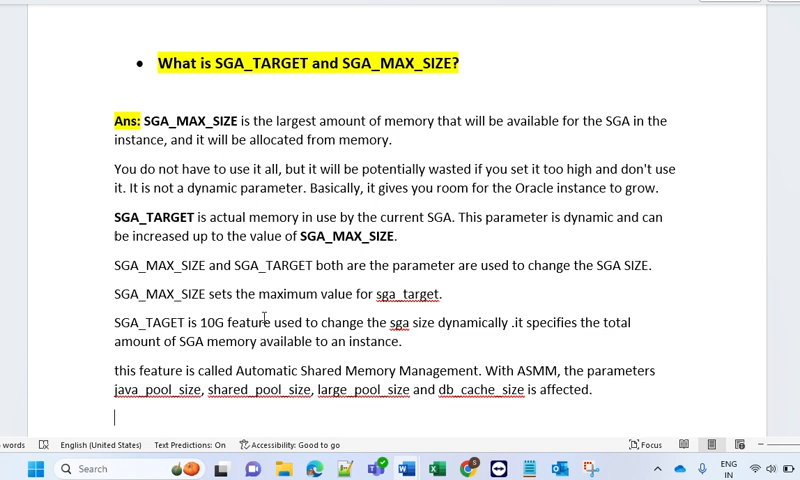 • What is SGA_TARGET and SGA_MAX_SIZE?
Ans: SGA_MAX_SIZE is the largest amount of memory that will be available for the SGA in the
instance, and it will be allocated from memory.
You do not have to use it all, but it will be potentially wasted if you set it too high and don't use
it. It is not a dynamic parameter. Basically, it gives you room for the Oracle instance to grow.
SGA_TARGET is actual memory in use by the current SGA. This parameter is dynamic and can
be increased up to the value of SGA_MAX_SIZE.
SGA_MAX_SIZE and SGA_TARGET both are the parameter are used to change the SGA SIZE.
SGA_MAX_SIZE sets the maximum value for sga_target.
SGA_TAGET is 10G feature used to change the sga size dynamically .it specifies the total
amount of SGA memory available to an instance.
this feature is called Automatic Shared Memory Management. With ASMM, the parameters
java_pool_size, shared_pool_size, large_pool_size and db_cache_size is affected.
words English (United States) Text Predictions: On Accessibility: Good to go Focus
Search ENG
IN